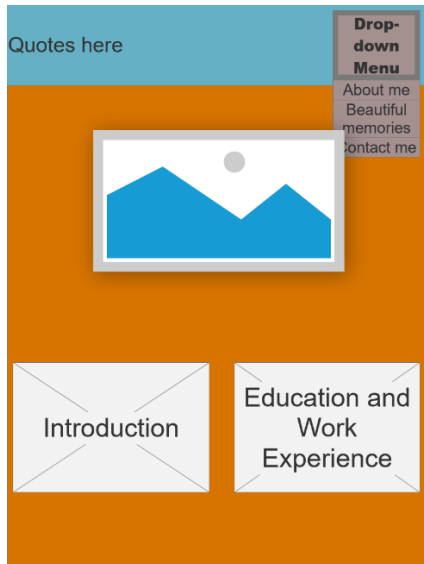 Quotes here
Drop-
down
Menu
About me
Beautiful
memories
Contact me
Introduction
Education and
Work
Experience